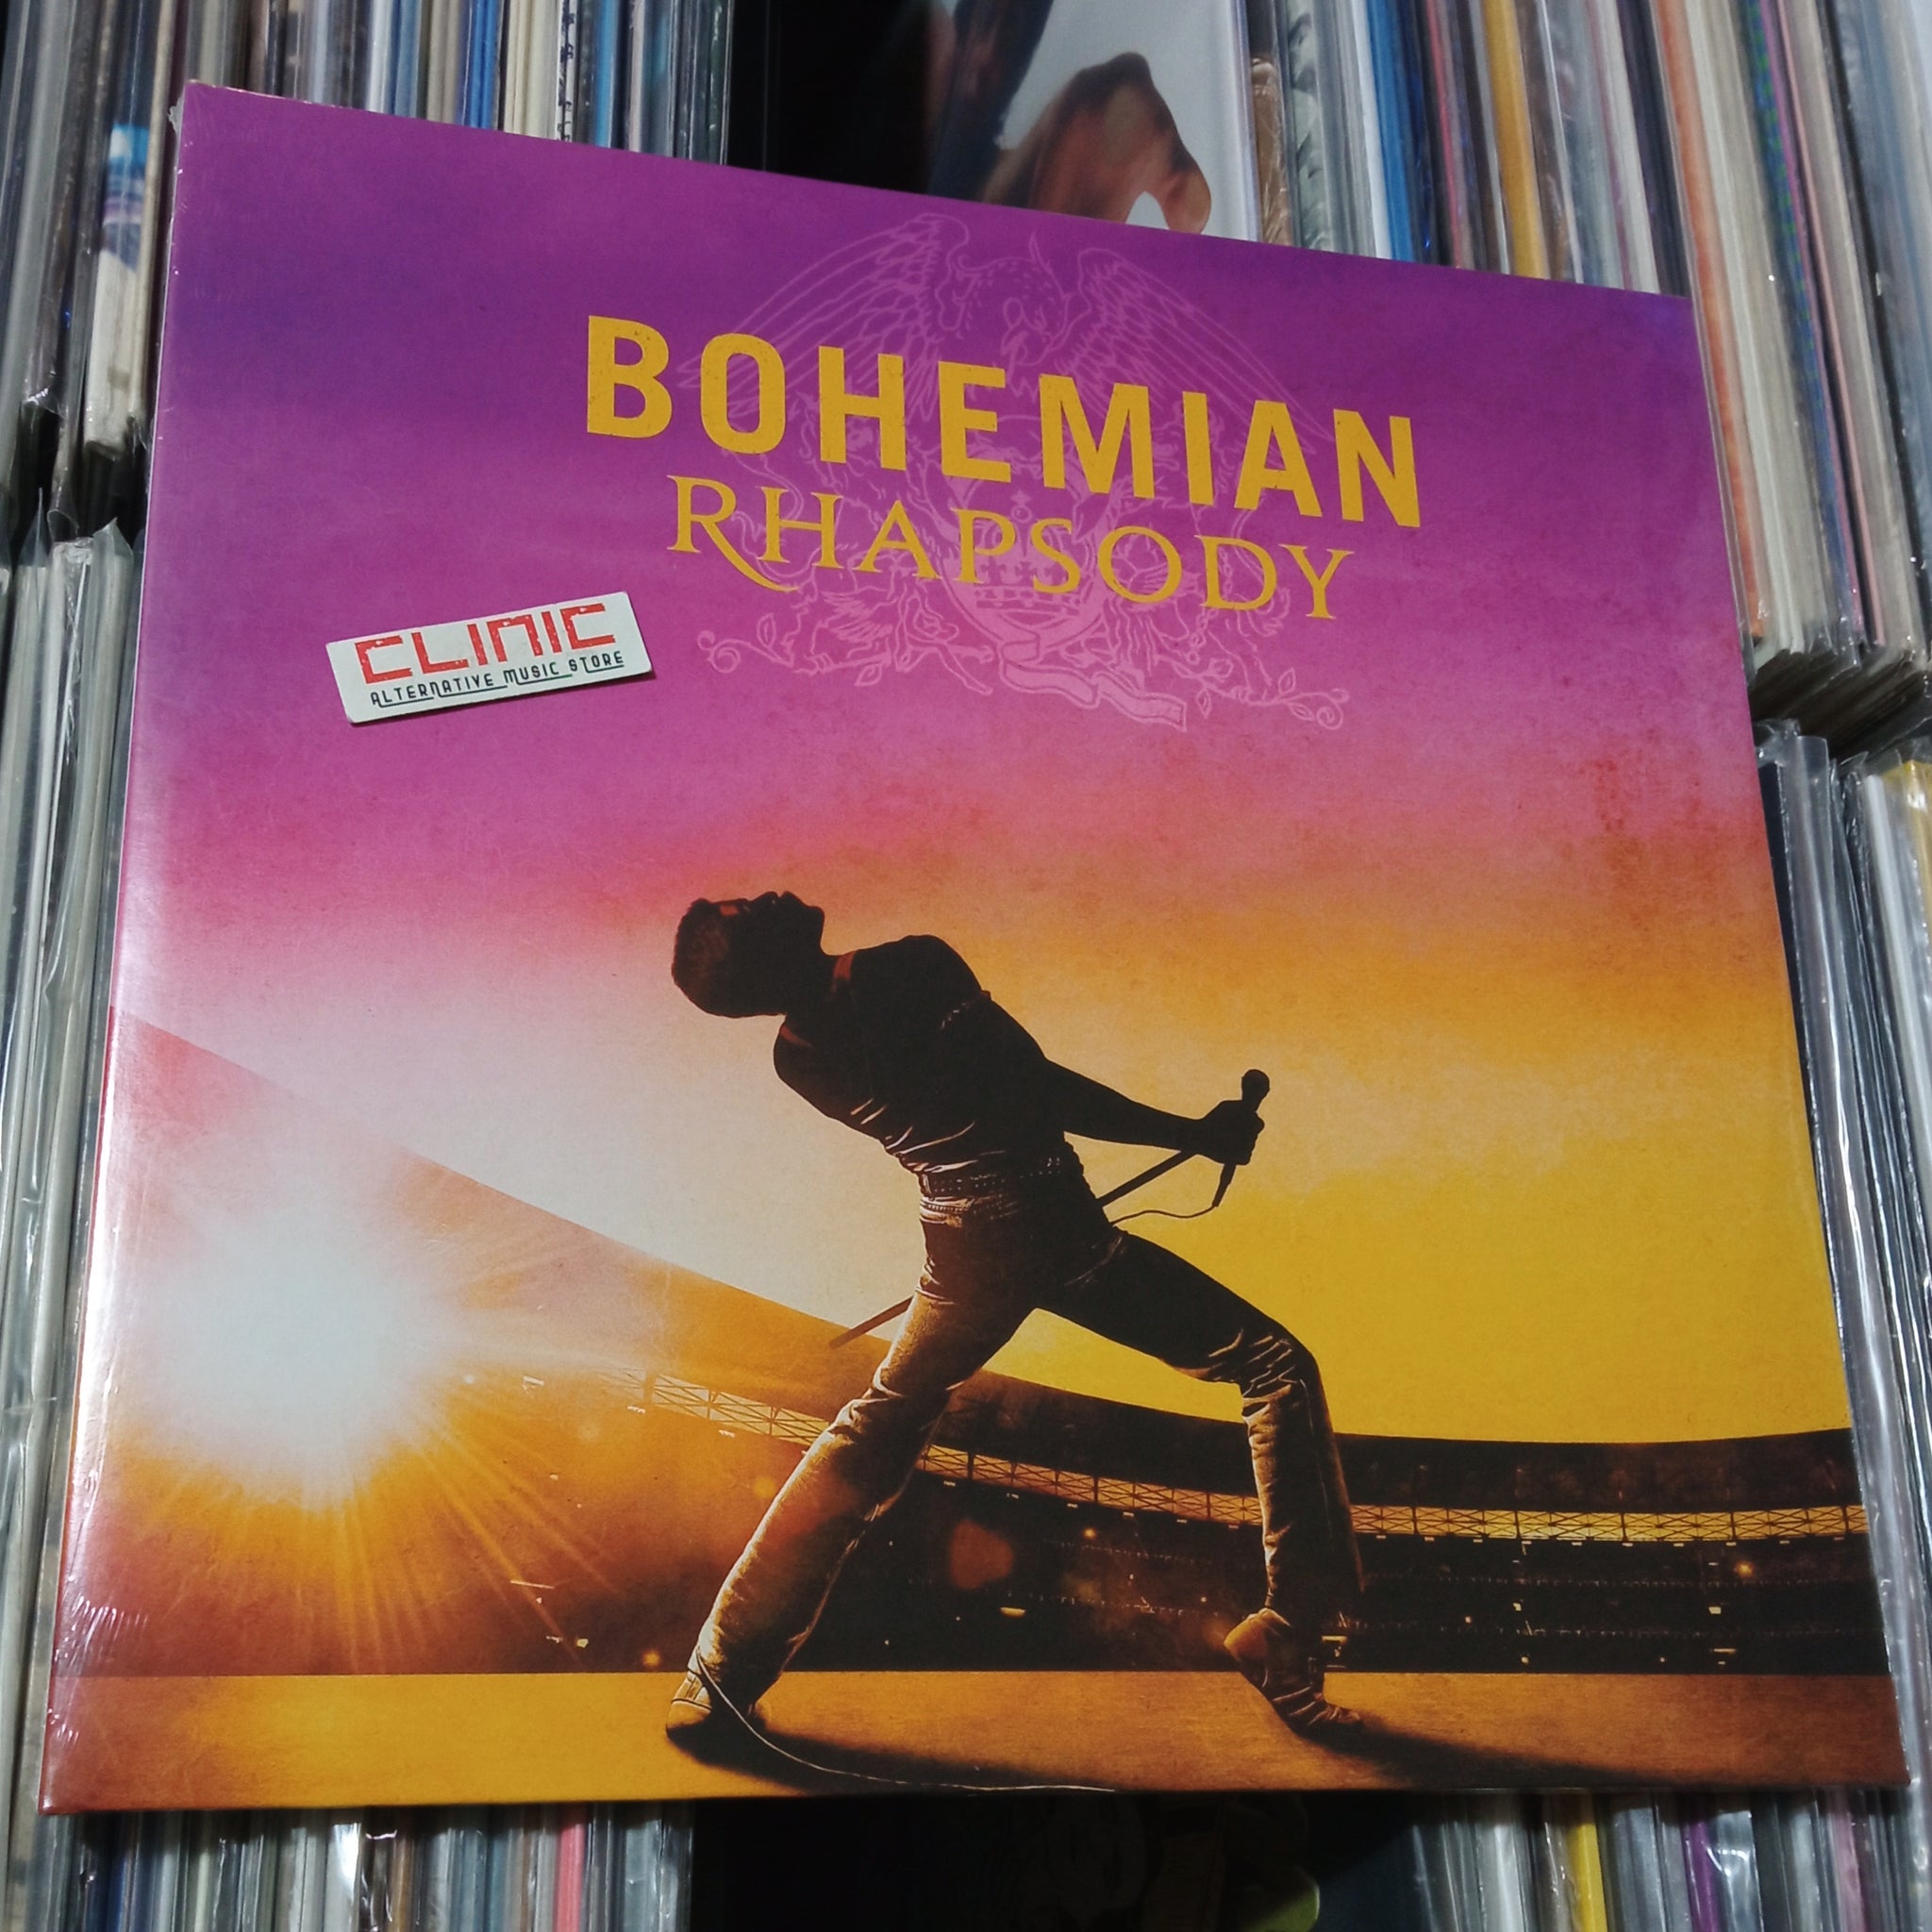 BOHEMIAN
RHAPSODY
CLINIC
ALTERNATIVE MUSIC STORE